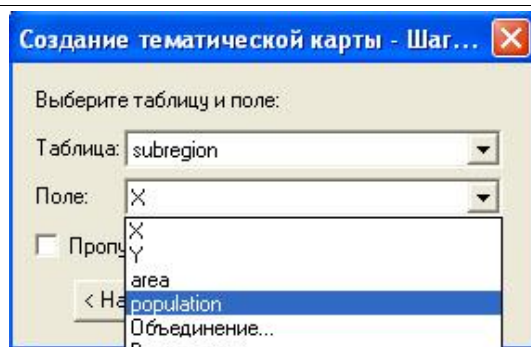 Создание тематической карты - Шаг...
Выберите таблицу и поле:
Таблица: subregion
Поле: X
X
Y
area
population
Объединение...